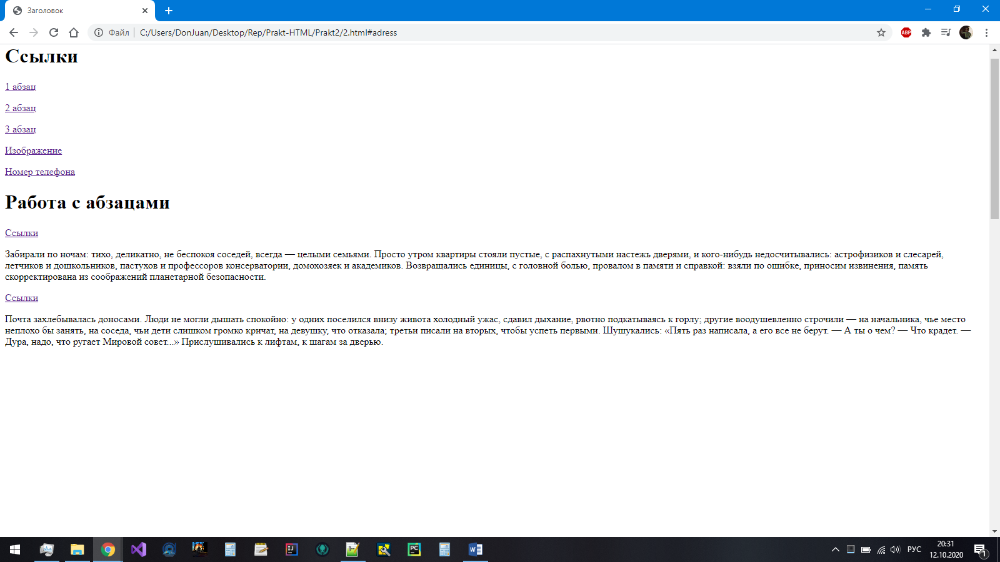 Заголовок
Файл
C:/Users/DonJuan/Desktop/Rep/Prakt-HTML/Prakt2/2.html#adress
ABP
Ссылки
1 абзац
2 абзац
3 абзац
Изображение
Номер телефона
Работа с абзацами
Ссылки
Забирали по ночам: тихо, деликатно, не беспокоя соседей, всегда — целыми семьями. Просто утром квартиры стояли пустые, с распахнутыми настежь дверями, и кого-нибудь недосчитывались: астрофизиков и слесарей,
летчиков и дошкольников, пастухов и профессоров консерватории, домохозяек и академиков. Возвращались единицы, с головной болью, провалом в памяти и справкой: взяли по ошибке, приносим извинения, память
скорректирована из соображений планетарной безопасности.
Ссылки
Почта захлебывалась доносами. Люди не могли дышать спокойно: у одних поселился внизу живота холодный ужас, сдавил дыхание, рвотно подкатываясь к горлу; другие воодушевленно строчили — на начальника, чье место
неплохо бы занять, на соседа, чьи дети слишком громко кричат, на девушку, что отказала; третьи писали на вторых, чтобы успеть первыми. Шушукались: «Пять раз написала, а его все не берут. — А ты о чем? — Что крадет. —
Дура, надо, что ругает Мировой совет...» Прислушивались к лифтам, к шагам за дверью.
IJ
PC
W
РУС
20:31
12.10.2020
1